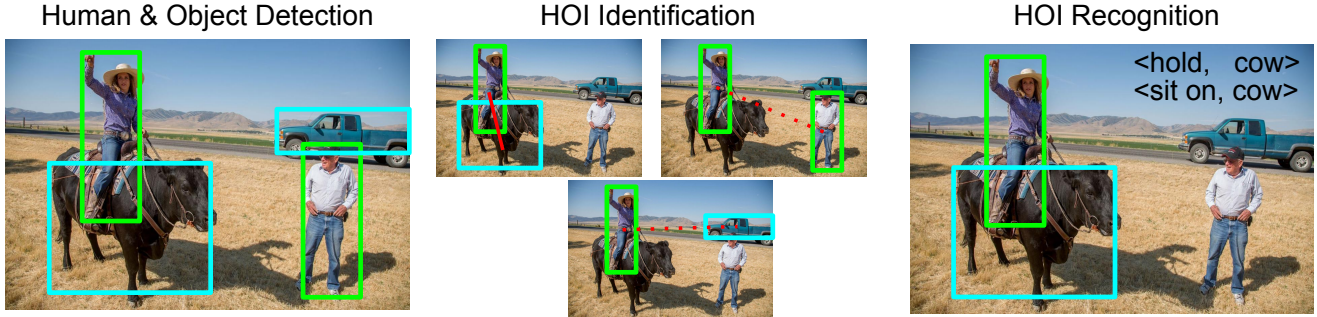 Human & Object Detection
HOI Identification
HOI Recognition
<hold, cow>
<sit on, cow>